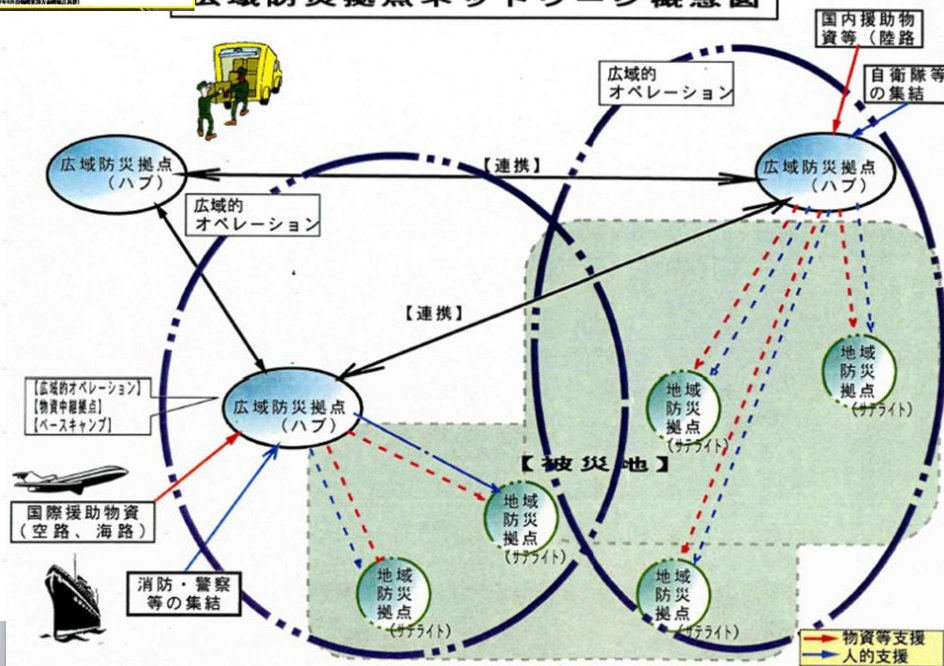 広域防災拠点ネットワーク概意図
国内援助物
資等（陸路
広域的
オペレーション
自衛隊等
の集結
広域防災拠点
（ハブ）
【連携】
広域防災拠点
（ハブ）
広域的
オペレーション
【連携】
地域
防災
拠点
（サテライト）
地域
防災
拠点
（サテライト）
【広域的オペレーション】
【物資中継拠点】
【ベースキャンプ】
広域防災拠点
（ハブ）
【被災地】
国際援助物資
（空路、海路）
地域
防災
拠点
（サテライト）
消防・警察
等の集結
地域
防災
拠点
（サテライト）
地域
防災
拠点
（サテライト）
物資等支援
人的支援